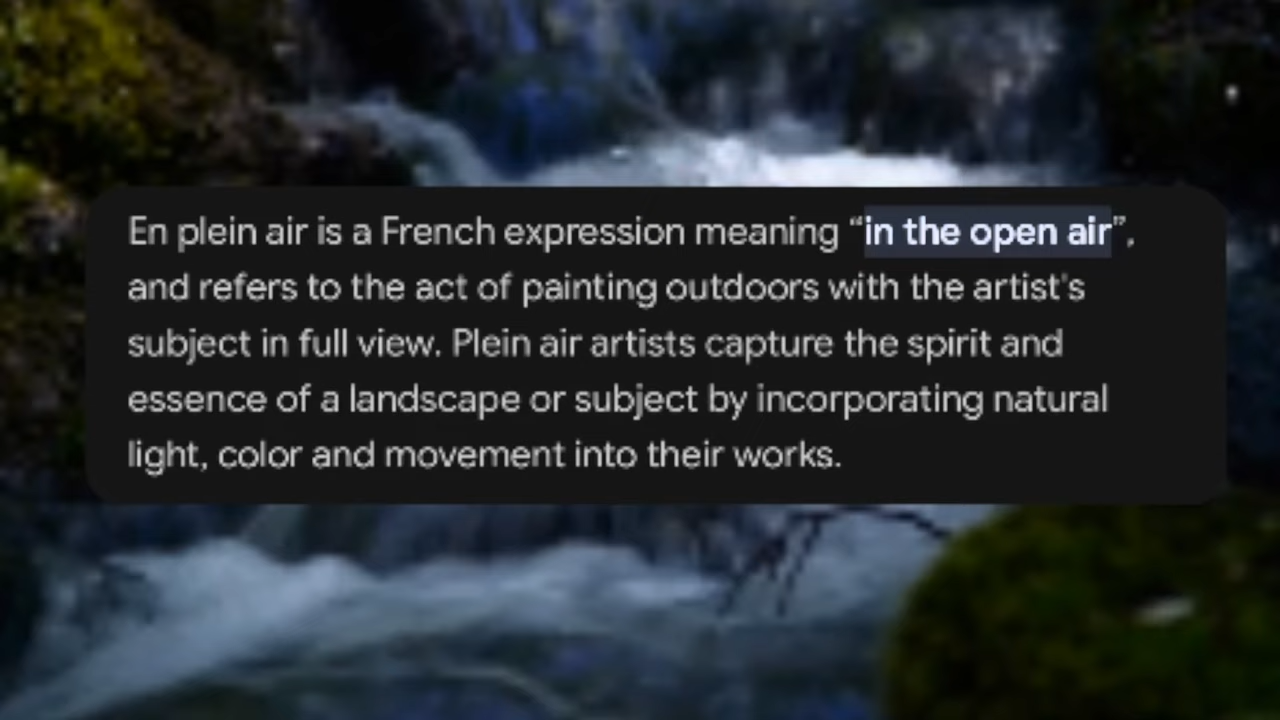 En plein air is a French expression meaning “in the open air”,
and refers to the act of painting outdoors with the artist's
subject in full view. Plein air artists capture the spirit and
essence of a landscape or subject by incorporating natural
light, color and movement into their works.